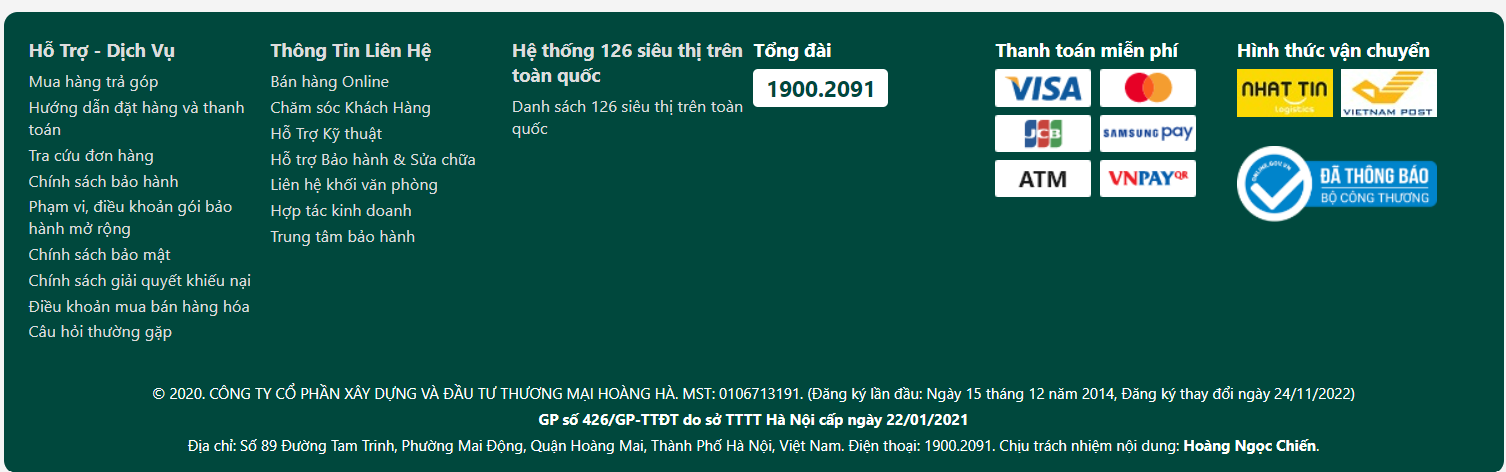 Hỗ Trợ - Dịch Vụ
Mua hàng trả góp
Hướng dẫn đặt hàng và thanh
toán
Tra cứu đơn hàng
Chính sách bảo hành
Phạm vi, điều khoản gói bảo
hành mở rộng
Chính sách bảo mật
Chính sách giải quyết khiếu nại
Điều khoản mua bán hàng hóa
Câu hỏi thường gặp
Thông Tin Liên Hệ
Bán hàng Online
Chăm sóc Khách Hàng
Hỗ Trợ Kỹ thuật
Hỗ trợ Bảo hành & Sửa chữa
Liên hệ khối văn phòng
Hợp tác kinh doanh
Trung tâm bảo hành
Hệ thống 126 siêu thị trên
toàn quốc
Danh sách 126 siêu thị trên toàn
quốc
Tổng đài
1900.2091
Thanh toán miễn phí
VISA
JCB
SAMSUNG pay
ATM
VNPAYQR
Hình thức vận chuyển
NHAT TIN
logistics
VIETNAM POST
ONLINE.GOV.VN
ĐÃ THÔNG BÁO
BỘ CÔNG THƯƠNG
© 2020. CÔNG TY CỔ PHẦN XÂY DỰNG VÀ ĐẦU TƯ THƯƠNG MẠI HOÀNG HÀ. MST: 0106713191. (Đăng ký lần đầu: Ngày 15 tháng 12 năm 2014, Đăng ký thay đổi ngày 24/11/2022)
GP số 426/GP-TTĐT do sở TTTT Hà Nội cấp ngày 22/01/2021
Địa chỉ: Số 89 Đường Tam Trinh, Phường Mai Động, Quận Hoàng Mai, Thành Phố Hà Nội, Việt Nam. Điện thoại: 1900.2091. Chịu trách nhiệm nội dung: Hoàng Ngọc Chiến.